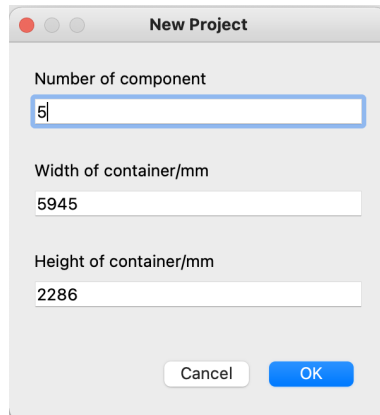 New Project
Number of component
5
Width of container/mm
5945
Height of container/mm
2286
Cancel OK